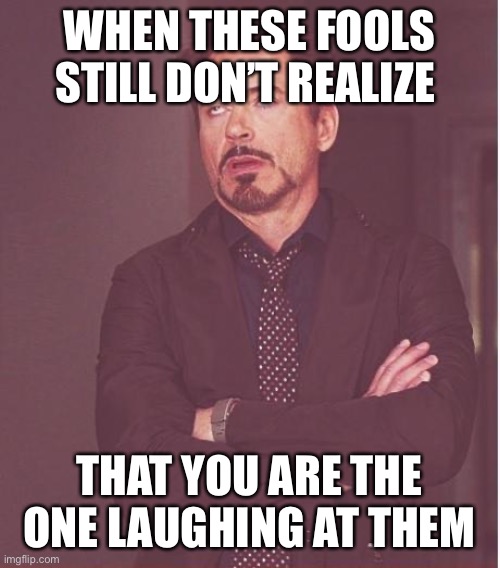 WHEN THESE FOOLS
STILL DON’T REALIZE
THAT YOU ARE THE
ONE LAUGHING AT THEM
imgflip.com